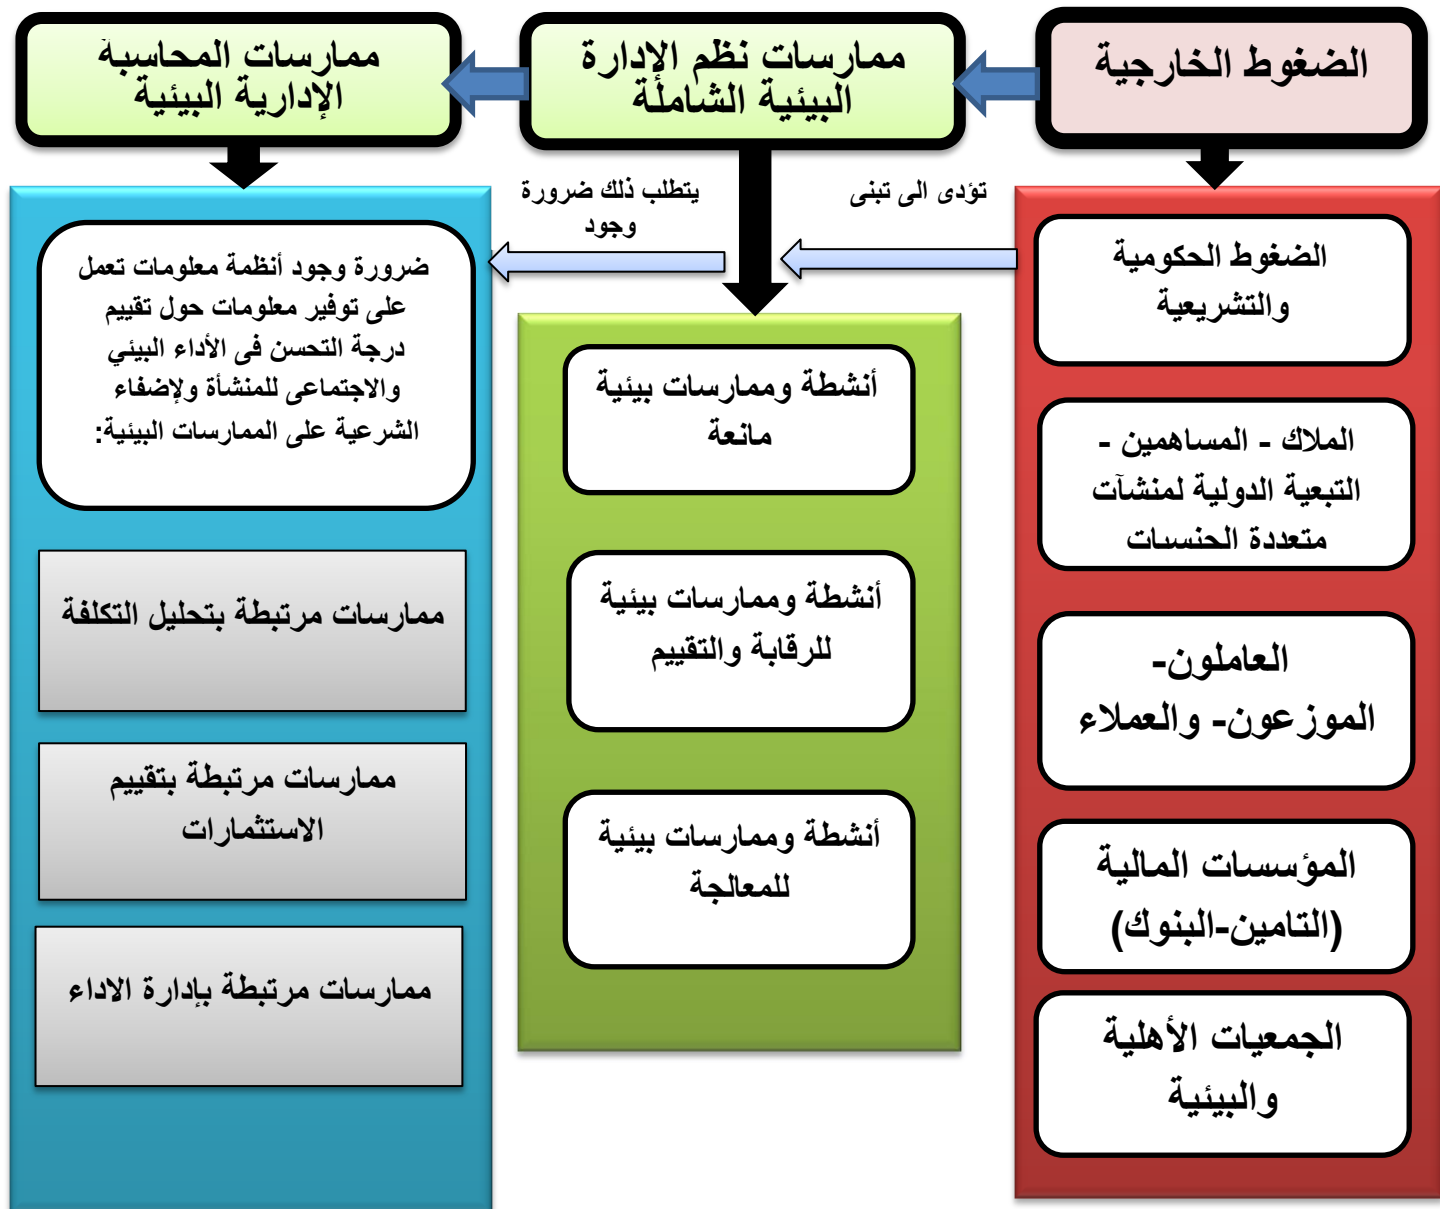 الضغوط الخارجية
ممارسات نظم الإدارة
البيئية الشاملة
ممارسات المحاسبة
الإدارية البيئية
تؤدى الى تبنى
يتطلب ذلك ضرورة
وجود
الضغوط الحكومية
والتشريعية
الملاك - المساهمين -
التبعية الدولية لمنشآت
متعددة الجنسيات
العاملون-
الموزعون- والعملاء
المؤسسات المالية
(التامين-البنوك)
الجمعيات الأهلية
والبيئية
أنشطة وممارسات بيئية
مانعة
أنشطة وممارسات بيئية
للرقابة والتقييم
أنشطة وممارسات بيئية
للمعالجة
ضرورة وجود أنظمة معلومات تعمل
على توفير معلومات حول تقييم
درجة التحسن فى الأداء البيئي
والاجتماعى للمنشأة ولإضفاء
الشرعية على الممارسات البيئية:
ممارسات مرتبطة بتحليل التكلفة
ممارسات مرتبطة بتقييم
الاستثمارات
ممارسات مرتبطة بإدارة الاداء